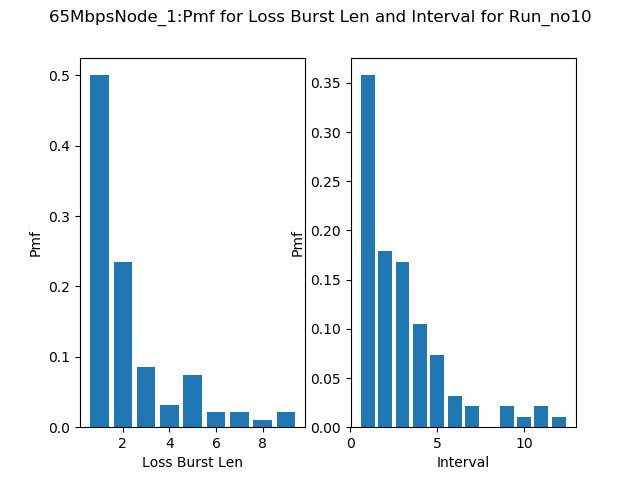 65MbpsNode_1:Pmf for Loss Burst Len and Interval for Run_no10
Pmf
0.5
0.4
0.3
0.2
0.1
0.0
2 4 6 8
Loss Burst Len
Pmf
0.35
0.30
0.25
0.20
0.15
0.10
0.05
0.00
0 5 10
Interval